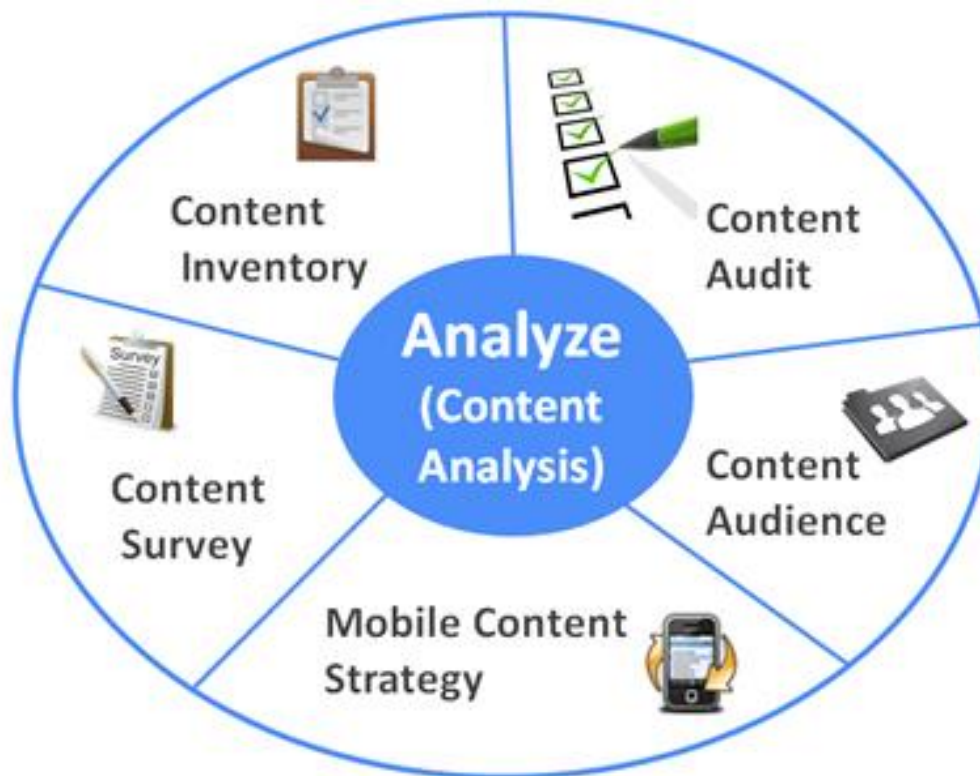 Content
Inventory
Content
Audit
Analyze
(Content
Analysis)
Survey
Content
Survey
Content
Audience
Mobile Content
Strategy